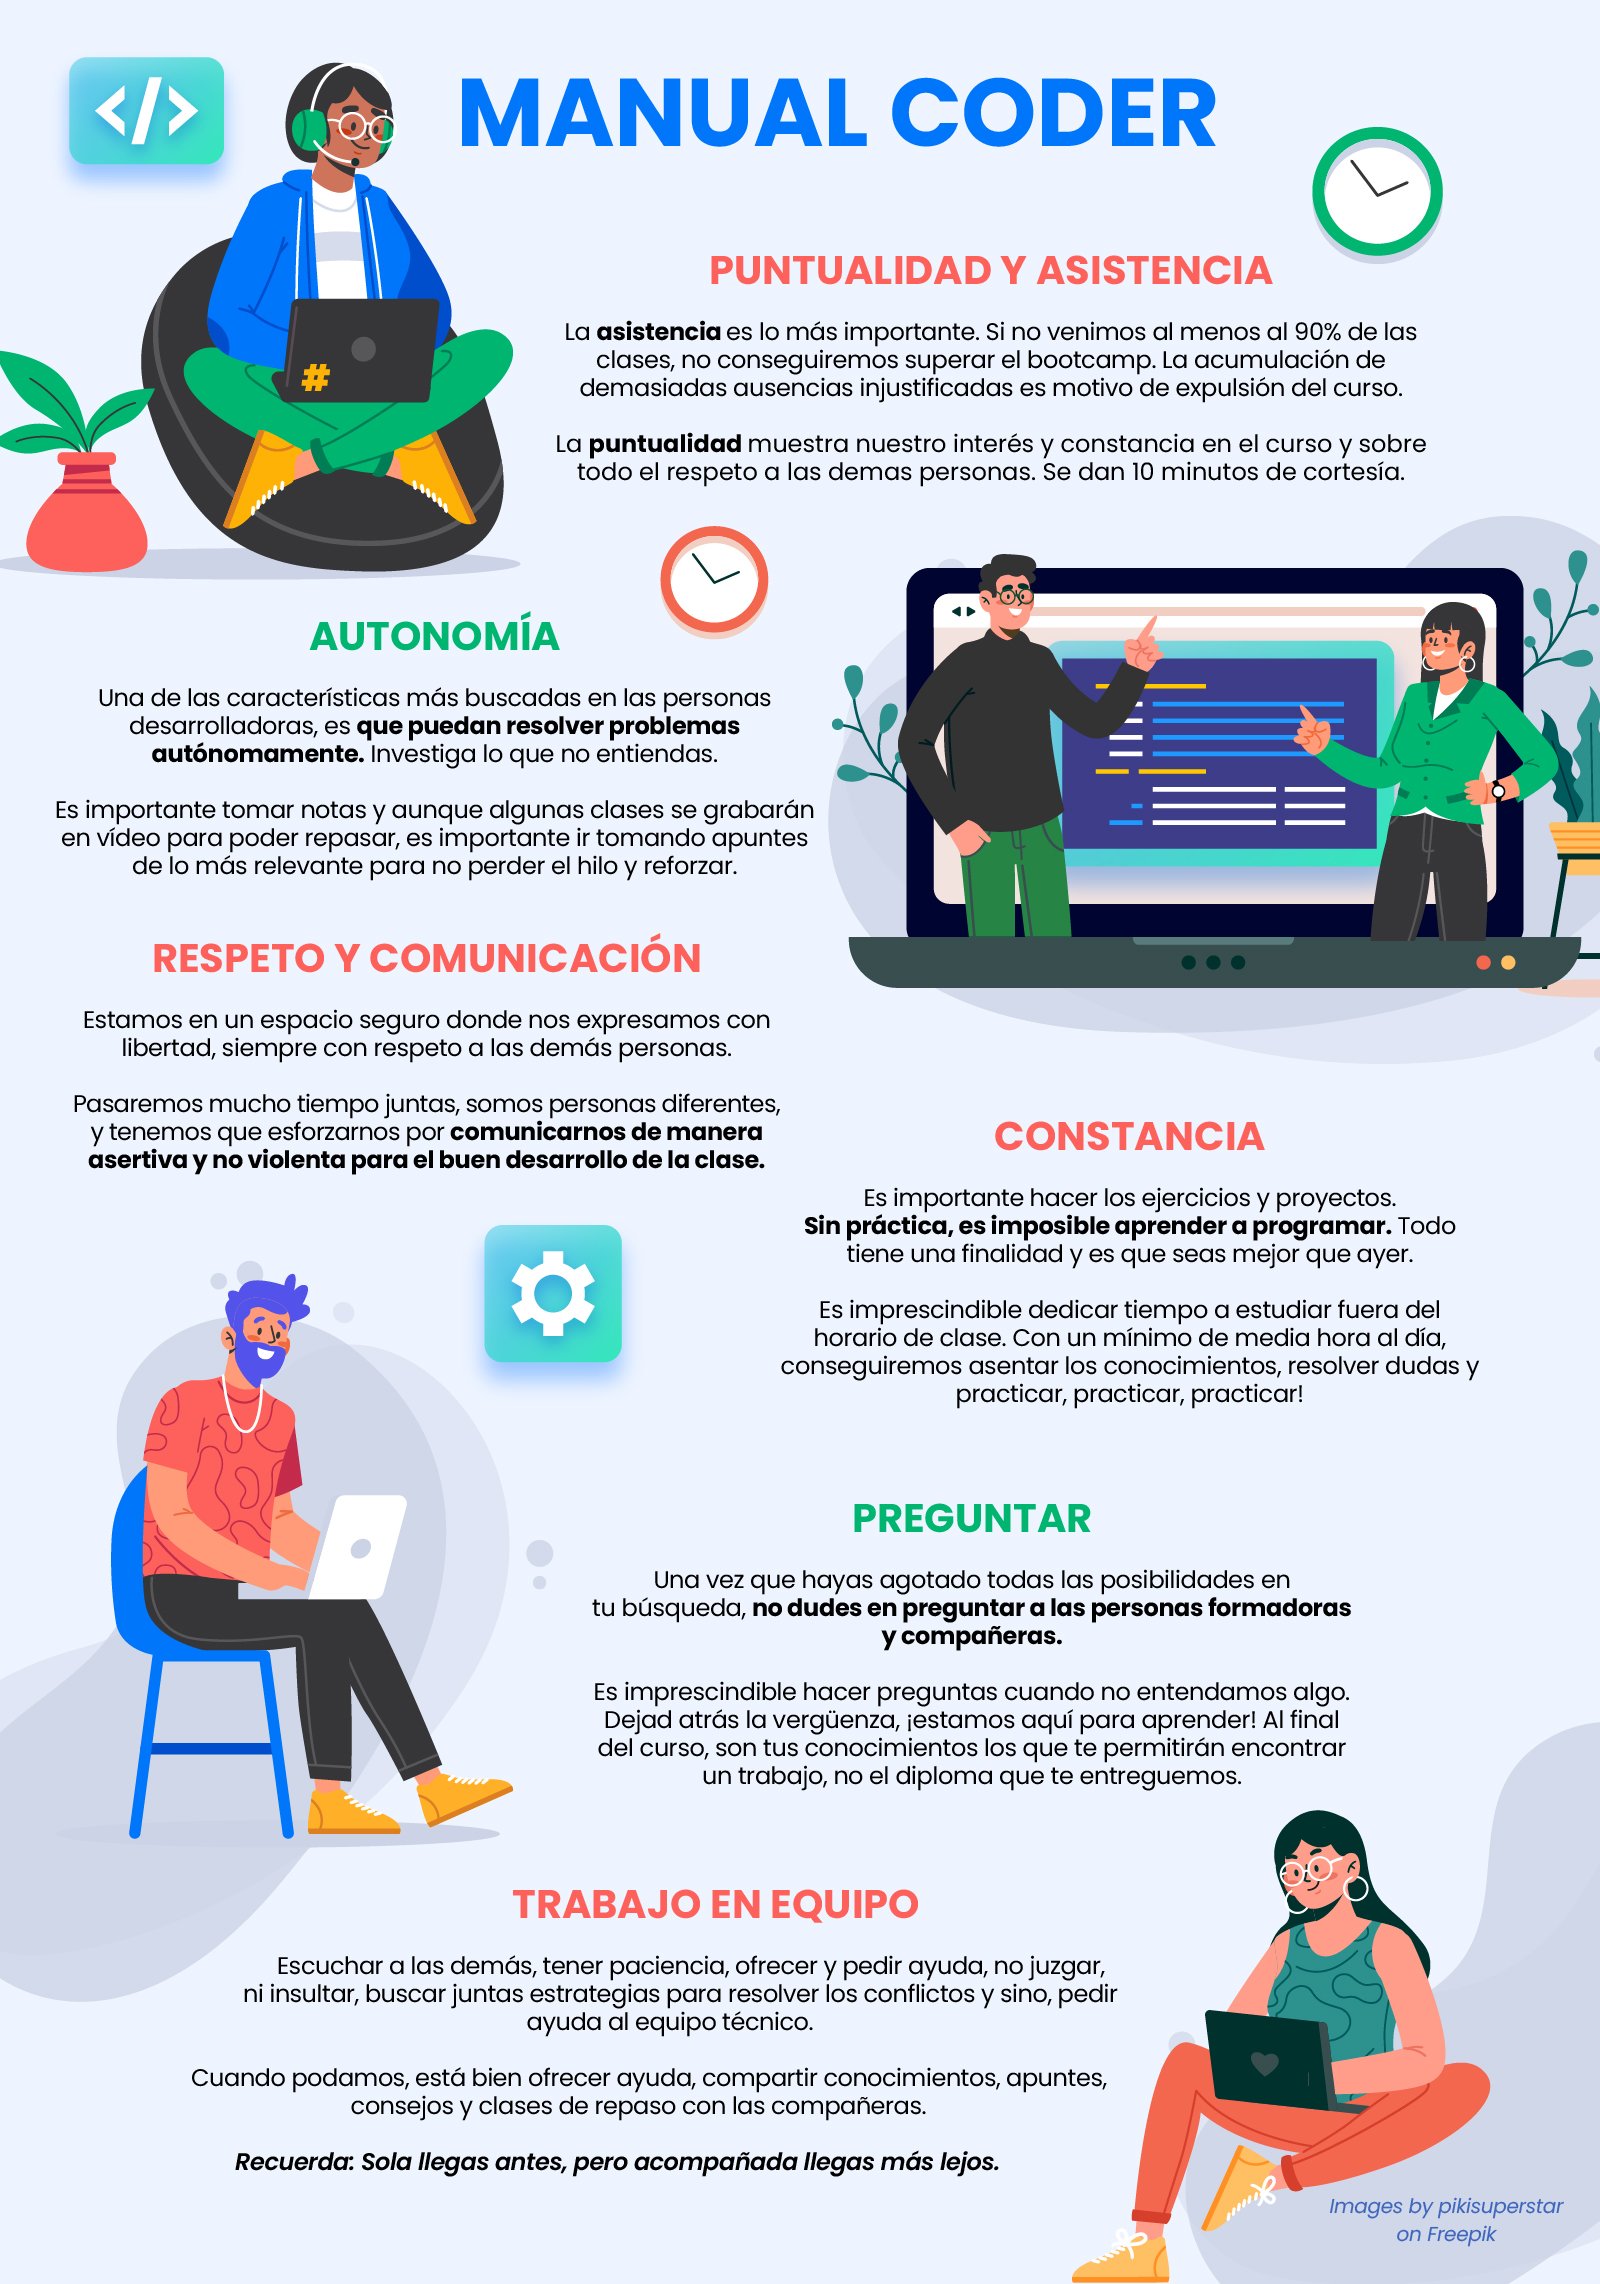 </>
MANUAL CODER
PUNTUALIDAD Y ASISTENCIA
La asistencia es lo más importante. Si no venimos al menos al 90% de las
clases, no conseguiremos superar el bootcamp. La acumulación de
demasiadas ausencias injustificadas es motivo de expulsión del curso.
La puntualidad muestra nuestro interés y constancia en el curso y sobre
todo el respeto a las demas personas. Se dan 10 minutos de cortesía.
#
AUTONOMÍA
Una de las características más buscadas en las personas
desarrolladoras, es que puedan resolver problemas
autónomamente. Investiga lo que no entiendas.
Es importante tomar notas y aunque algunas clases se grabarán
en vídeo para poder repasar, es importante ir tomando apuntes
de lo más relevante para no perder el hilo y reforzar.
RESPETO Y COMUNICACIÓN
Estamos en un espacio seguro donde nos expresamos con
libertad, siempre con respeto a las demás personas.
Pasaremos mucho tiempo juntas, somos personas diferentes,
y tenemos que esforzarnos por comunicarnos de manera
asertiva y no violenta para el buen desarrollo de la clase.
CONSTANCIA
Es importante hacer los ejercicios y proyectos.
Sin práctica, es imposible aprender a programar. Todo
tiene una finalidad y es que seas mejor que ayer.
Es imprescindible dedicar tiempo a estudiar fuera del
horario de clase. Con un mínimo de media hora al día,
conseguiremos asentar los conocimientos, resolver dudas y
practicar, practicar, practicar!
PREGUNTAR
Una vez que hayas agotado todas las posibilidades en
tu búsqueda, no dudes en preguntar a las personas formadoras
y compañeras.
Es imprescindible hacer preguntas cuando no entendamos algo.
Dejad atrás la vergüenza, ¡estamos aquí para aprender! Al final
del curso, son tus conocimientos los que te permitirán encontrar
un trabajo, no el diploma que te entreguemos.
TRABAJO EN EQUIPO
Escuchar a las demás, tener paciencia, ofrecer y pedir ayuda, no juzgar,
ni insultar, buscar juntas estrategias para resolver los conflictos y sino, pedir
ayuda al equipo técnico.
Cuando podamos, está bien ofrecer ayuda, compartir conocimientos, apuntes,
consejos y clases de repaso con las compañeras.
Recuerda: Sola llegas antes, pero acompañada llegas más lejos.
Images by pikisuperstar
on Freepik